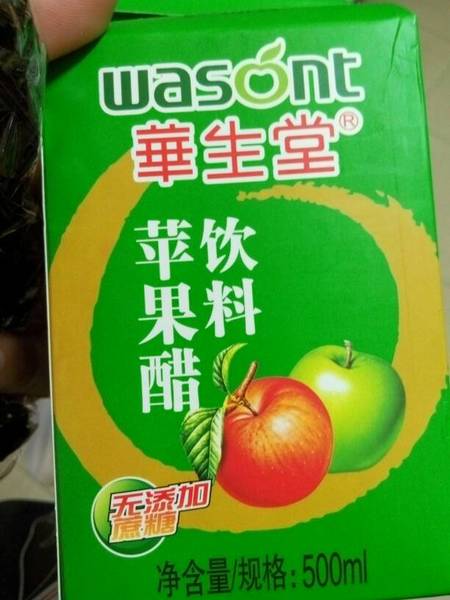 wasont
華生堂®
苹果醋
饮料
无添加
蔗糖
净含量/规格:500ml